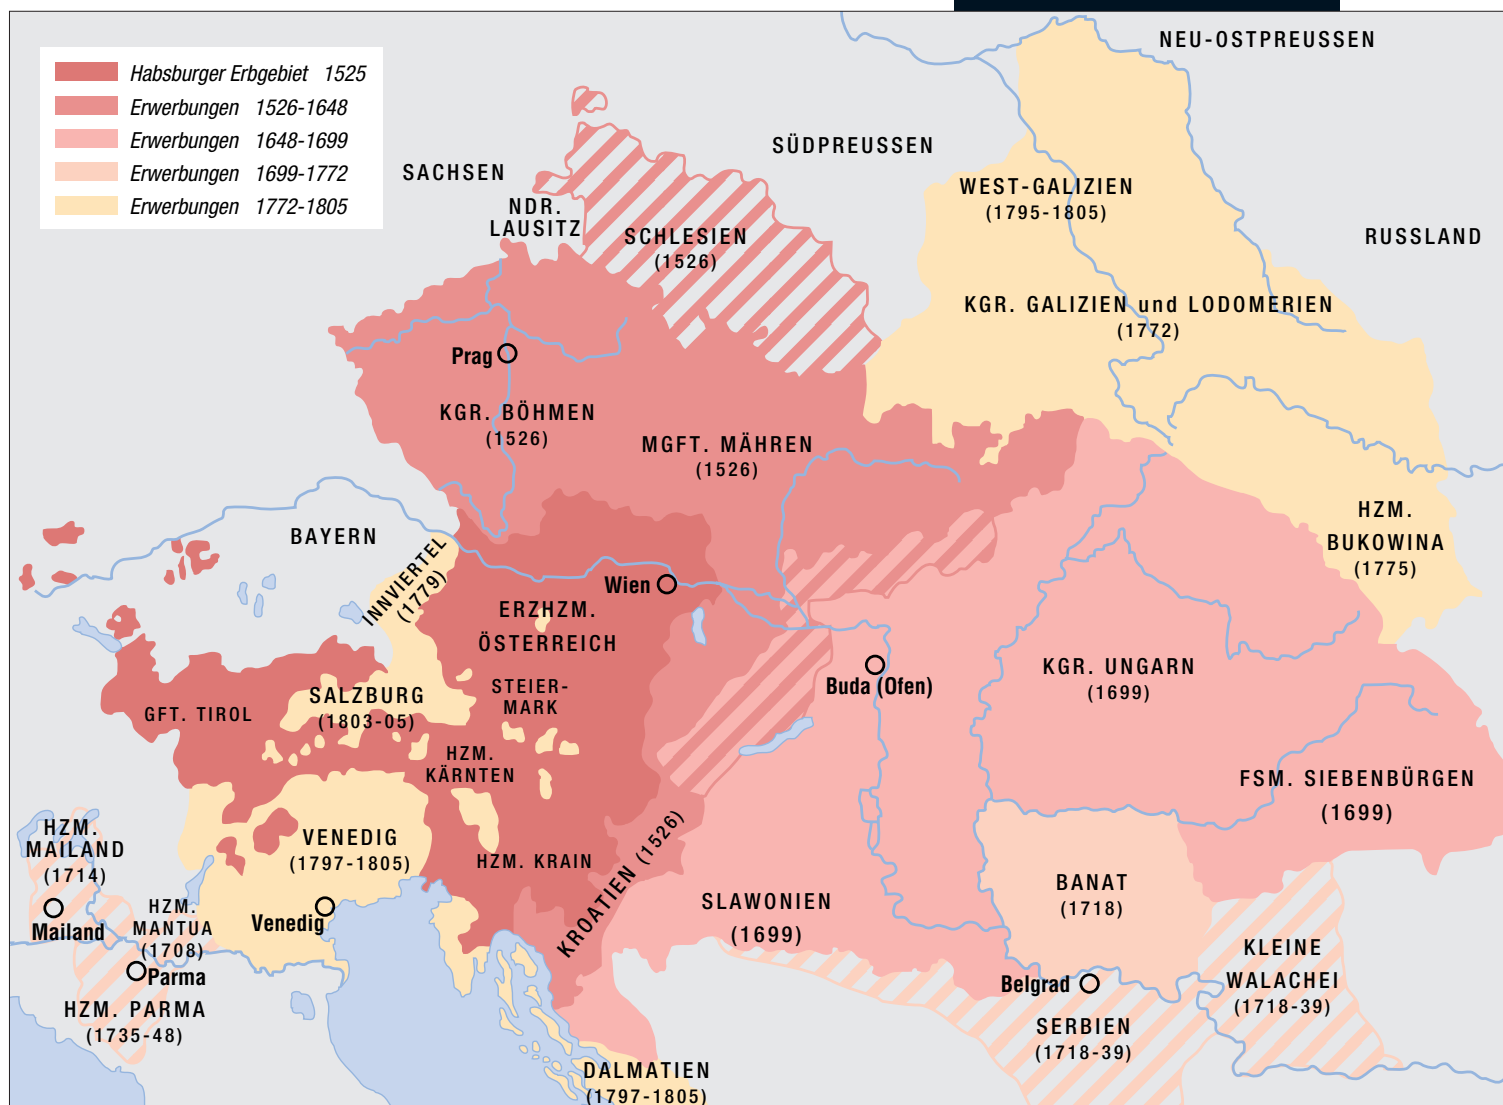 Habsburger Erbgebiet 1525
Erwerbungen 1526-1648
Erwerbungen 1648-1699
Erwerbungen 1699-1772
Erwerbungen 1772-1805
NEU-OSTPREUSSEN
SÜDPREUSSEN
SACHSEN
NDR.
LAUSITZ
SCHLESIEN
(1526)
WEST-GALIZIEN
(1795-1805)
RUSSLAND
KGR. GALIZIEN und LODOMERIEN
(1772)
Prag
KGR. BÖHMEN
(1526)
MGFT. MÄHREN
(1526)
BAYERN
INNVIERTEL
(1779)
HZM.
BUKOWINA
(1775)
Wien
ERZHZM.
ÖSTERREICH
Buda (Ofen)
KGR. UNGARN
(1699)
GFT. TIROL
SALZBURG
(1803-05)
STEIER-
MARK
HZM.
KÄRNTEN
FSM. SIEBENBÜRGEN
(1699)
HZM.
MAILAND
(1714)
VENEDIG
(1797-1805)
HZM. KRAIN
KROATIEN (1526)
SLAWONIEN
(1699)
BANAT
(1718)
Mailand
HZM.
MANTUA
(1708)
Venedig
Parma
HZM. PARMA
(1735-48)
Belgrad
KLEINE
WALACHEI
(1718-39)
SERBIEN
(1718-39)
DALMATIEN
(1797-1805)